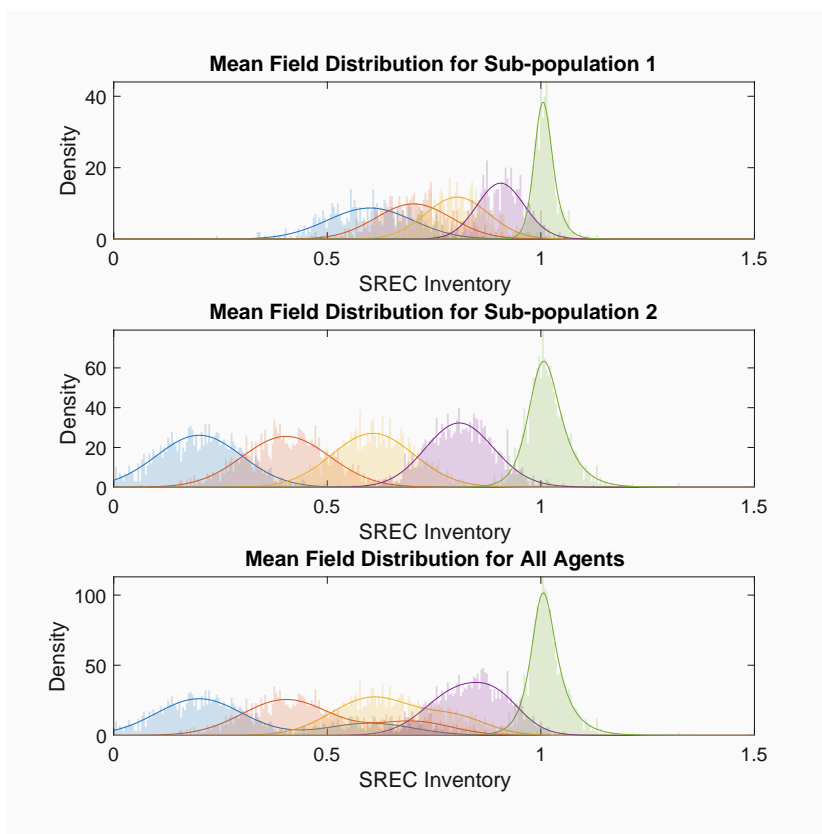 Mean Field Distribution for Sub-population 1
Density
40
20
0
0 0.5 1 1.5
SREC Inventory
Mean Field Distribution for Sub-population 2
Density
60
40
20
0
0 0.5 1 1.5
SREC Inventory
Mean Field Distribution for All Agents
Density
100
50
0
0 0.5 1 1.5
SREC Inventory